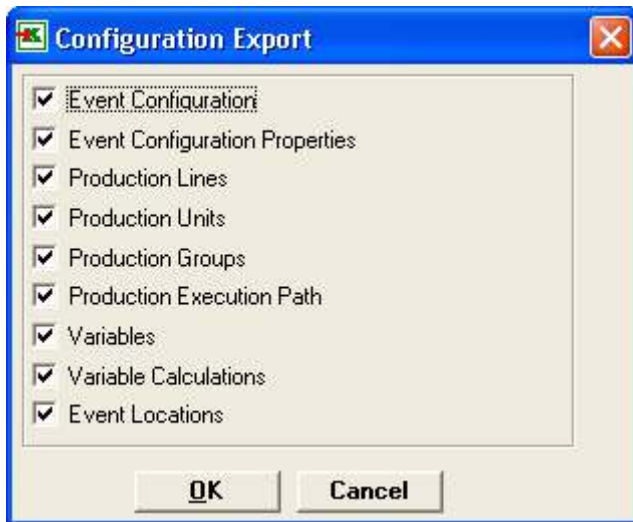 Configuration Export
Event Configuration
Event Configuration Properties
Production Lines
Production Units
Production Groups
Production Execution Path
Variables
Variable Calculations
Event Locations
OK Cancel